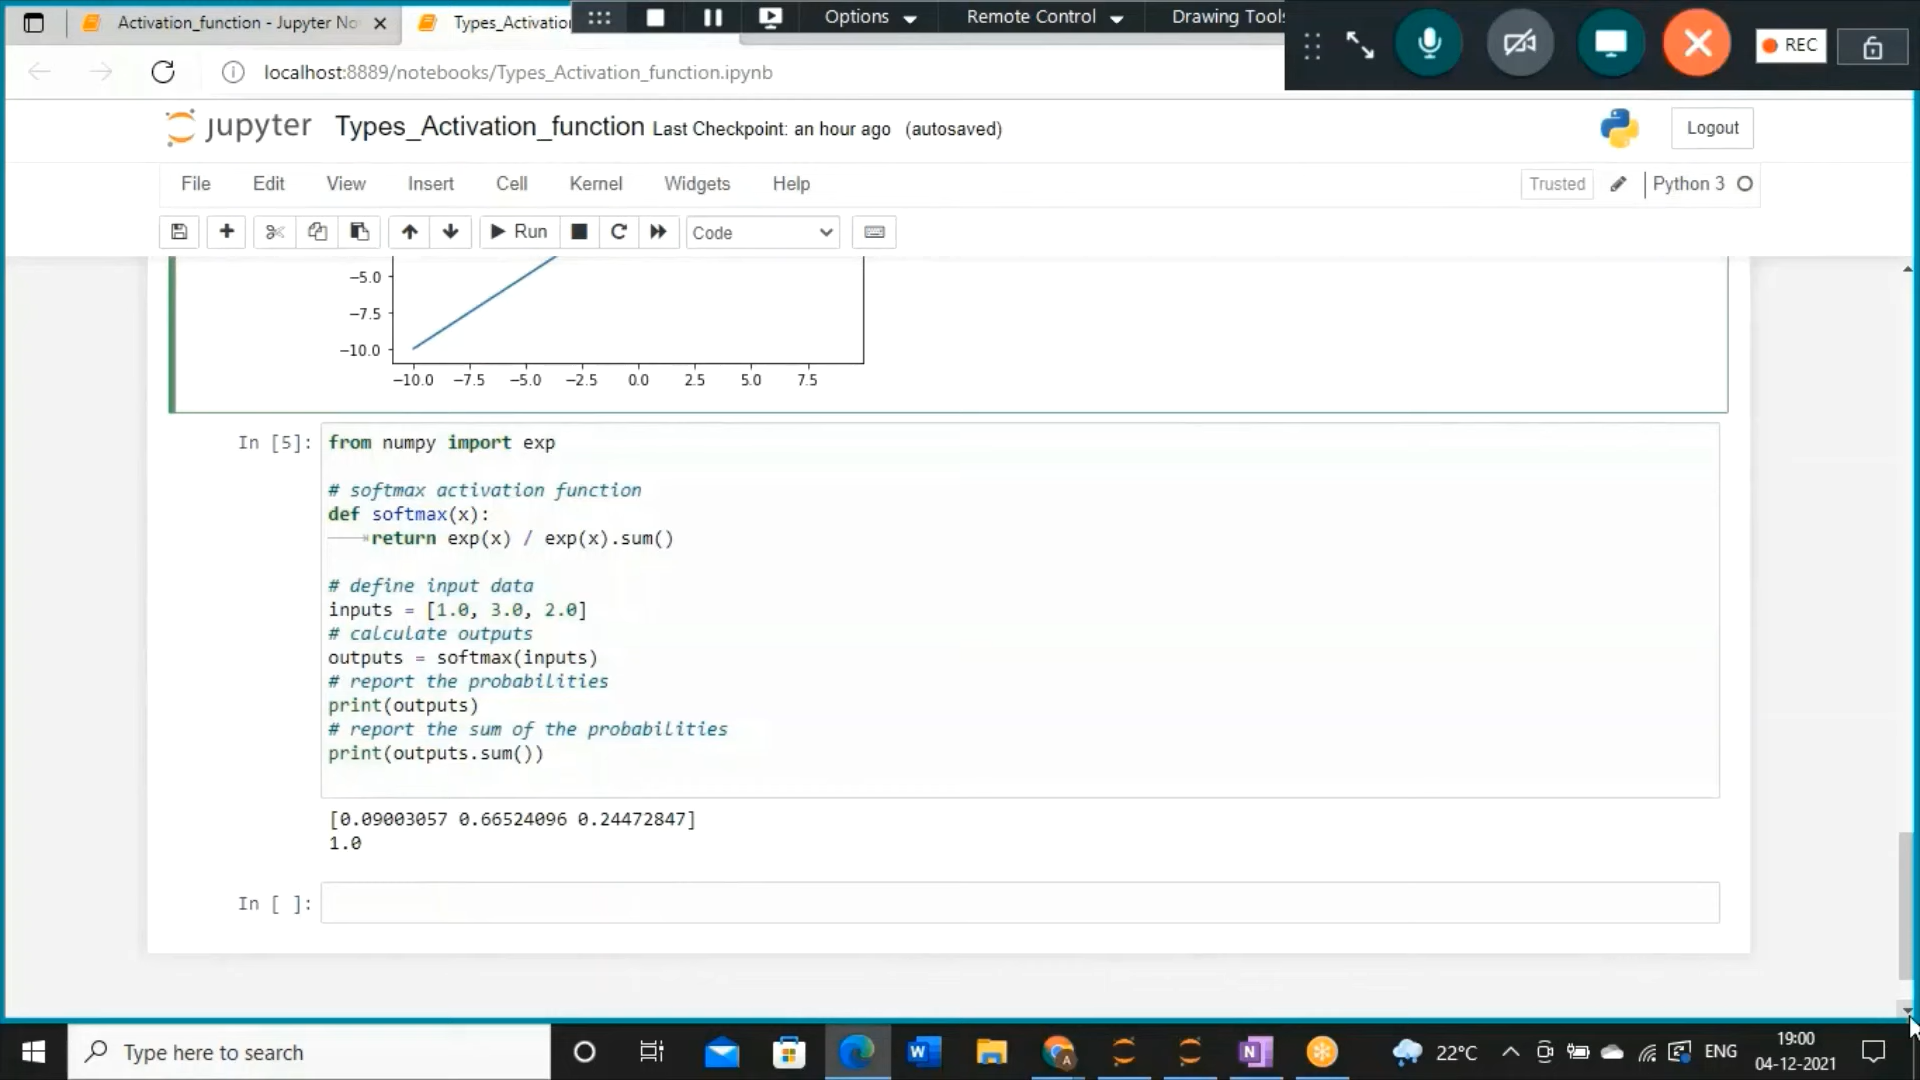 Activation_function - Jupyter No
Types_Activation
Options
Remote Control
Drawing Tools
REC
localhost:8889/notebooks/Types_Activation_function.ipynb
jupyter
Types_Activation_function Last Checkpoint: an hour ago (autosaved)
Logout
File Edit View Insert Cell Kernel Widgets Help
Trusted
Python 3
Run
Code
−5.0
−7.5
−10.0
−10.0 −7.5 −5.0 −2.5 0.0 2.5 5.0 7.5
In [5]:
from numpy import exp
# softmax activation function
def softmax(x):
return exp(x) / exp(x).sum()
# define input data
inputs = [1.0, 3.0, 2.0]
# calculate outputs
outputs = softmax(inputs)
# report the probabilities
print(outputs)
# report the sum of the probabilities
print(outputs.sum())
[0.09003057 0.66524096 0.24472847]
1.0
In [ ]:
Type here to search
22°C
ENG
19:00
04-12-2021